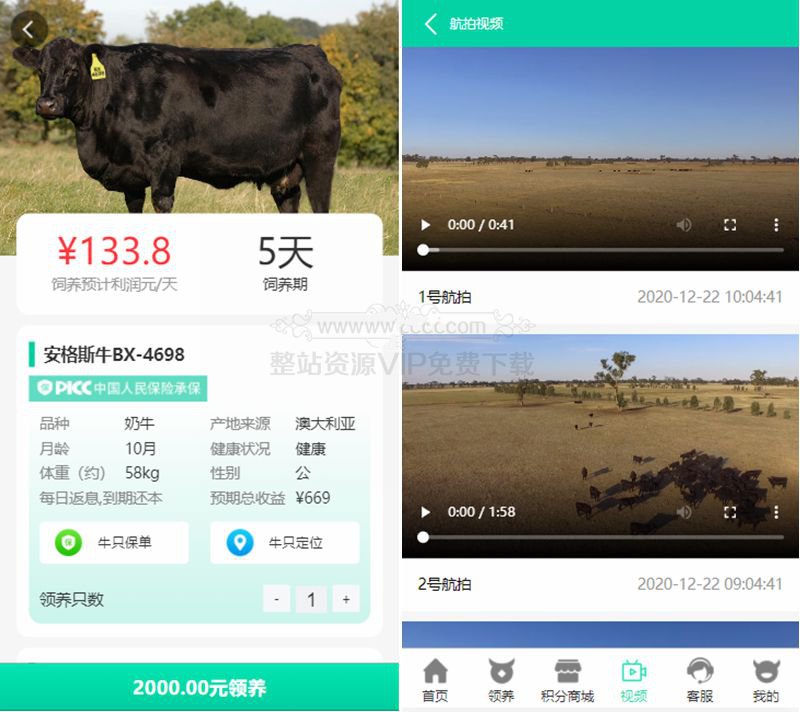 ¥133.8
5天
饲养预计利润元/天
饲养期
安格斯牛BX-4698
PICC中国人民保险承保
品种
奶牛
产地来源
澳大利亚
月龄
10月
健康状况
健康
体重（约）
58kg
性别
公
每日返息,到期还本
预期总收益
¥669
牛只保单
牛只定位
领养只数
-
1
+
2000.00元领养
航拍视频
0:00 / 0:41
1号航拍
2020-12-22 10:04:41
0:00 / 1:58
2号航拍
2020-12-22 09:04:41
首页
领养
积分商城
视频
客服
我的
整站资源VIP免费下载